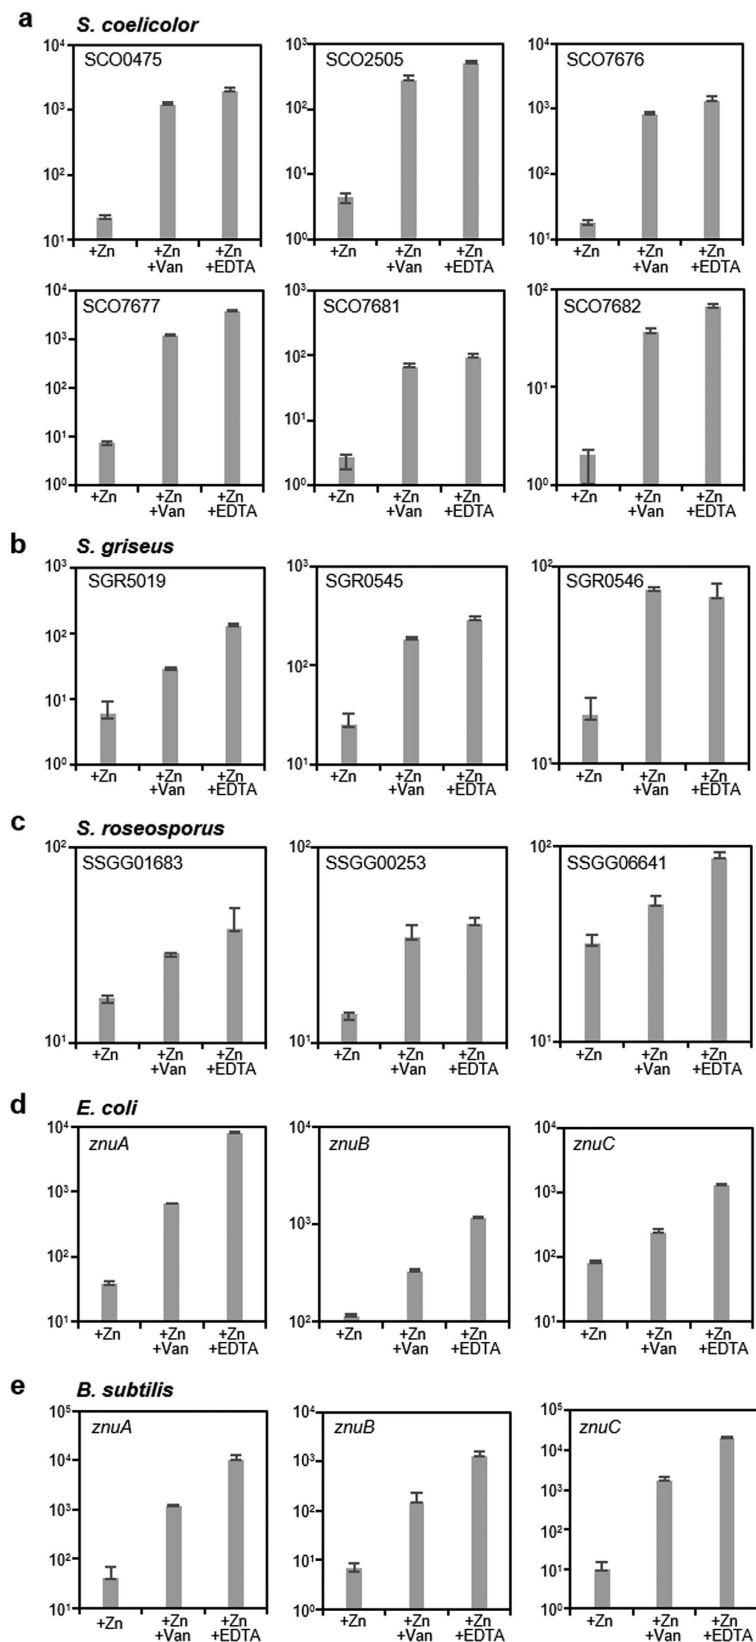 a S. coelicolor
SCO0475 SCO2505 SCO7676
10⁴ 10³ 10² 10¹
10³ 10² 10¹ 10⁰
10⁴ 10³ 10² 10¹
+Zn +Zn +Zn +Zn +Zn +Zn +Zn +Zn +Zn
+Van +EDTA +Van +EDTA +Van +EDTA
SCO7677 SCO7681 SCO7682
10⁴ 10³ 10² 10¹ 10⁰
10³ 10² 10¹ 10⁰
10² 10¹ 10⁰
+Zn +Zn +Zn +Zn +Zn +Zn +Zn +Zn +Zn
+Van +EDTA +Van +EDTA +Van +EDTA
b S. griseus
SGR5019 SGR0545 SGR0546
10³ 10² 10¹ 10⁰
10³ 10² 10¹
10² 10¹
+Zn +Zn +Zn +Zn +Zn +Zn +Zn +Zn +Zn
+Van +EDTA +Van +EDTA +Van +EDTA
c S. roseosporus
SSGG01683 SSGG00253 SSGG06641
10² 10¹
10² 10¹
10² 10¹
+Zn +Zn +Zn +Zn +Zn +Zn +Zn +Zn +Zn
+Van +EDTA +Van +EDTA +Van +EDTA
d E. coli
znuA znuB znuC
10⁴ 10³ 10² 10¹
10⁴ 10³ 10²
10⁴ 10³ 10² 10¹
+Zn +Zn +Zn +Zn +Zn +Zn +Zn +Zn +Zn
+Van +EDTA +Van +EDTA +Van +EDTA
e B. subtilis
znuA znuB znuC
10⁵ 10⁴ 10³ 10² 10¹
10⁴ 10³ 10² 10¹ 10⁰
10⁵ 10⁴ 10³ 10² 10¹ 10⁰
+Zn +Zn +Zn +Zn +Zn +Zn +Zn +Zn +Zn
+Van +EDTA +Van +EDTA +Van +EDTA